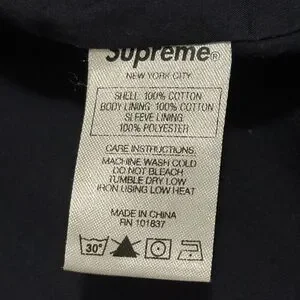 Supreme®
NEW YORK CITY
SHELL: 100% COTTON
BODY LINING: 100% COTTON
SLEEVE LINING:
100% POLYESTER
CARE INSTRUCTIONS:
MACHINE WASH COLD
DO NOT BLEACH
TUMBLE DRY LOW
IRON USING LOW HEAT
MADE IN CHINA
RN 101837
30°